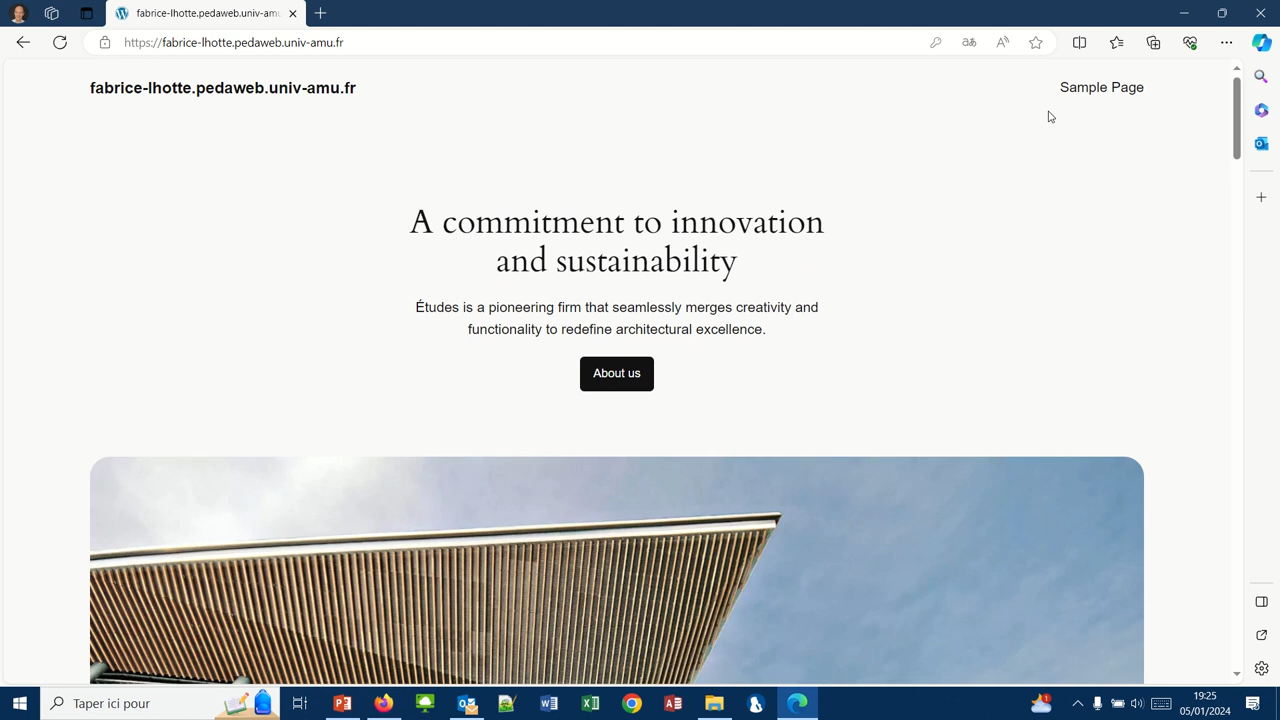 fabrice-lhotte.pedaweb.univ-amu
https://fabrice-lhotte.pedaweb.univ-amu.fr
fabrice-lhotte.pedaweb.univ-amu.fr
Sample Page
A commitment to innovation
and sustainability
Études is a pioneering firm that seamlessly merges creativity and
functionality to redefine architectural excellence.
About us
Taper ici pour
19:25
05/01/2024